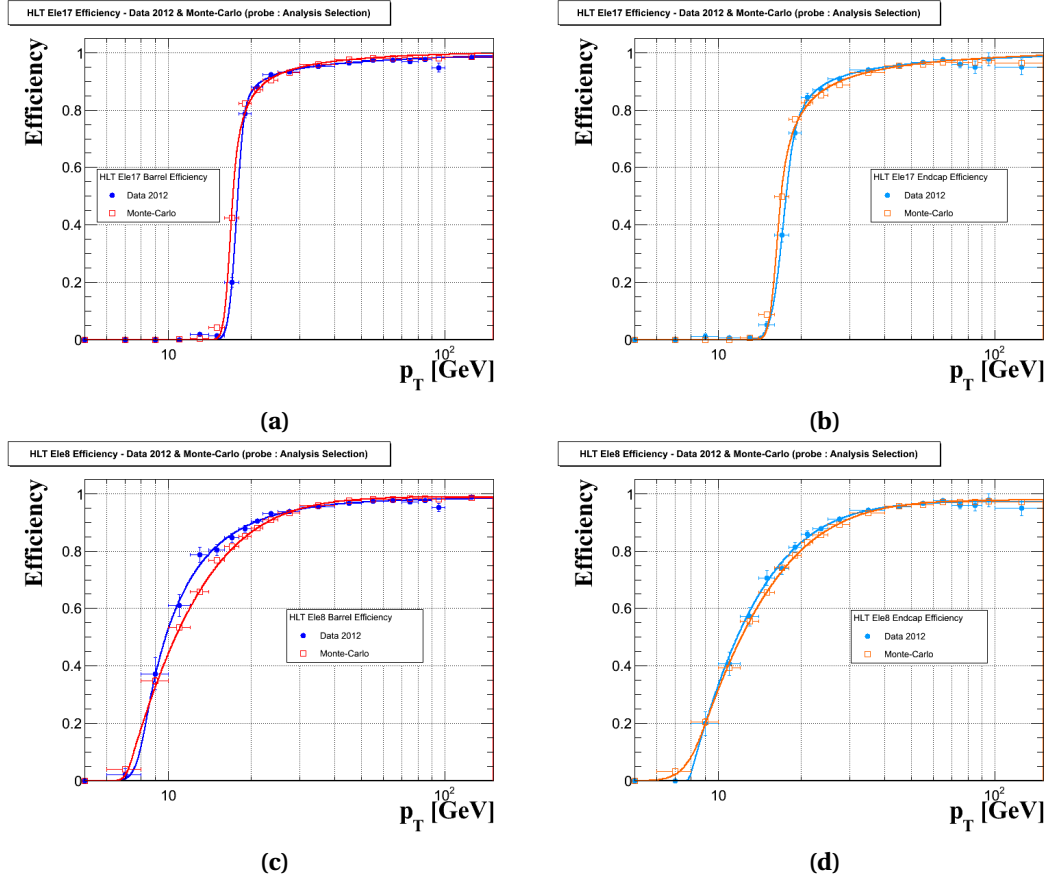 HLT Ele17 Efficiency - Data 2012 & Monte-Carlo (probe : Analysis Selection)
Efficiency
1
0.8
0.6
0.4
0.2
0
HLT Ele17 Barrel Efficiency
Data 2012
Monte-Carlo
10
10²
p_T [GeV]
(a)
HLT Ele17 Efficiency - Data 2012 & Monte-Carlo (probe : Analysis Selection)
Efficiency
1
0.8
0.6
0.4
0.2
0
HLT Ele17 Endcap Efficiency
Data 2012
Monte-Carlo
10
10²
p_T [GeV]
(b)
HLT Ele8 Efficiency - Data 2012 & Monte-Carlo (probe : Analysis Selection)
Efficiency
1
0.8
0.6
0.4
0.2
0
HLT Ele8 Barrel Efficiency
Data 2012
Monte-Carlo
10
10²
p_T [GeV]
(c)
HLT Ele8 Efficiency - Data 2012 & Monte-Carlo (probe : Analysis Selection)
Efficiency
1
0.8
0.6
0.4
0.2
0
HLT Ele8 Endcap Efficiency
Data 2012
Monte-Carlo
10
10²
p_T [GeV]
(d)